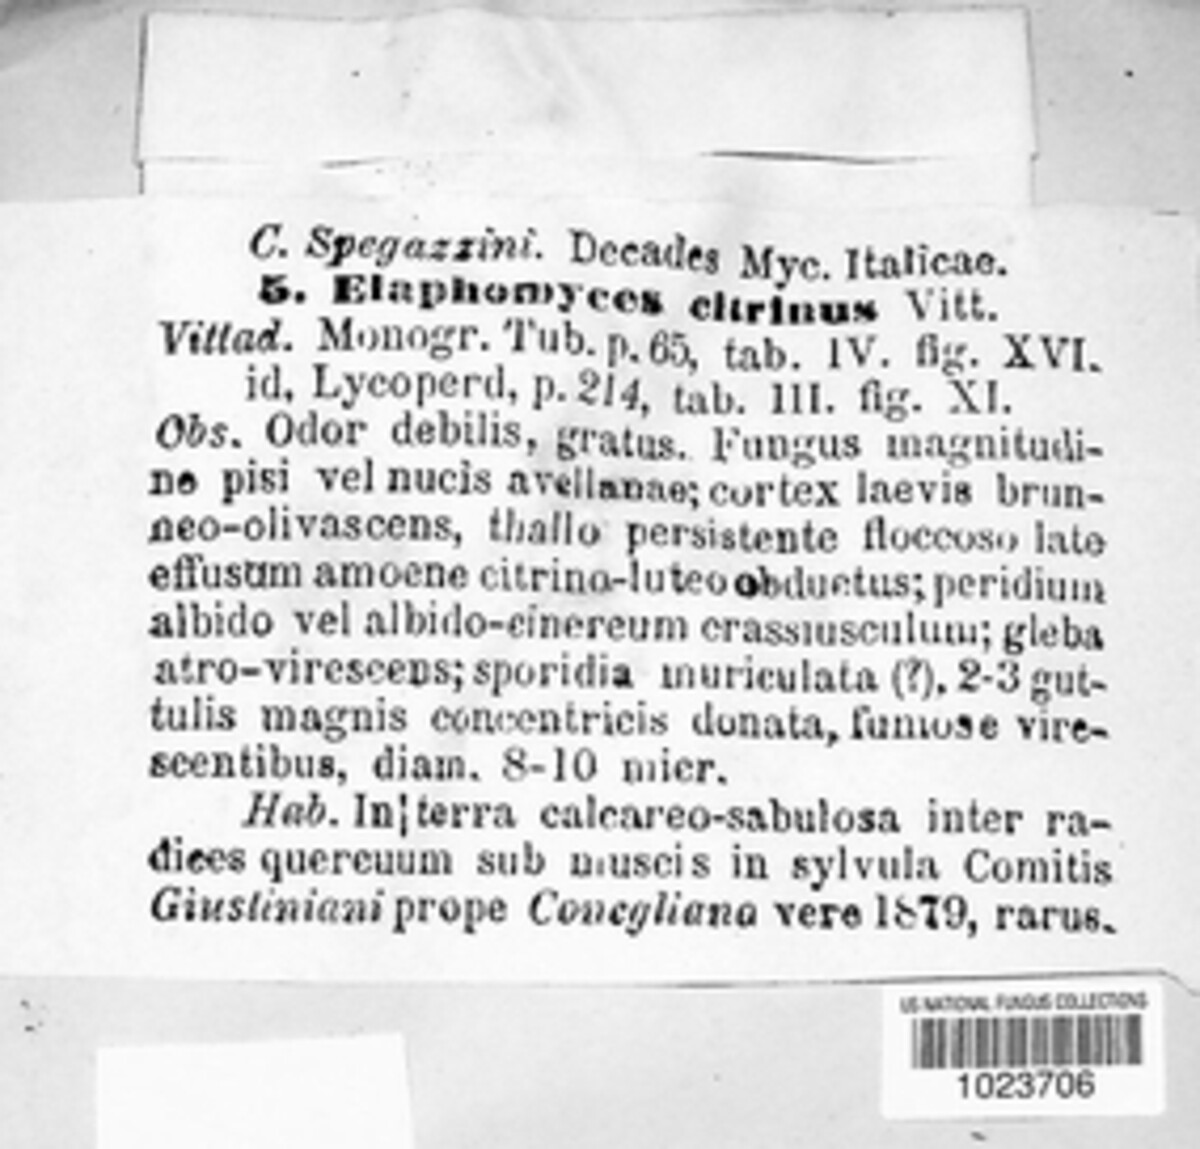 C. Spegazzini. Decades Myc. Italicae.
5. Elaphomyces citrinus Vitt.
Vittad. Monogr. Tub. p. 65, tab. IV. fig. XVI.
id, Lycoperd, p. 214, tab. III. fig. XI.
Obs. Odor debilis, gratus. Fungus magnitudi-
ne pisi vel nucis avellanae; cortex laevis brun-
neo-olivascens, thallo persistente floccoso late
effusum amoene citrino-luteo obductus; peridium
albido vel albido-cinereum crassiusculum; gleba
atro-virescens; sporidia muriculata (?), 2-3 gut-
tulis magnis concentricis donata, fumose vire-
scentibus, diam. 8-10 micr.
Hab. In terra calcareo-sabulosa inter ra-
dices quercuum sub muscis in sylvula Comitis
Giustiniani prope Conegliano vere 1879, rarus.
US NATIONAL FUNGUS COLLECTIONS
1023706